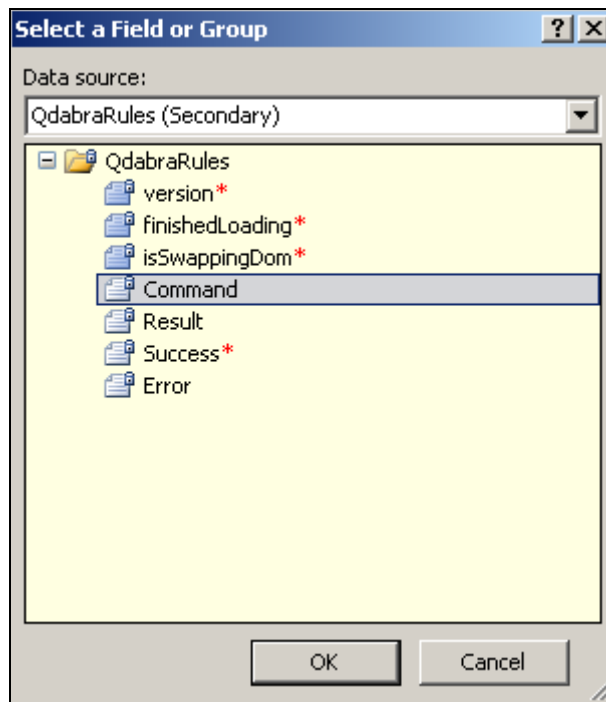 Select a Field or Group
Data source:
QdabraRules (Secondary)
QdabraRules
version*
finishedLoading*
isSwappingDom*
Command
Result
Success*
Error
OK Cancel